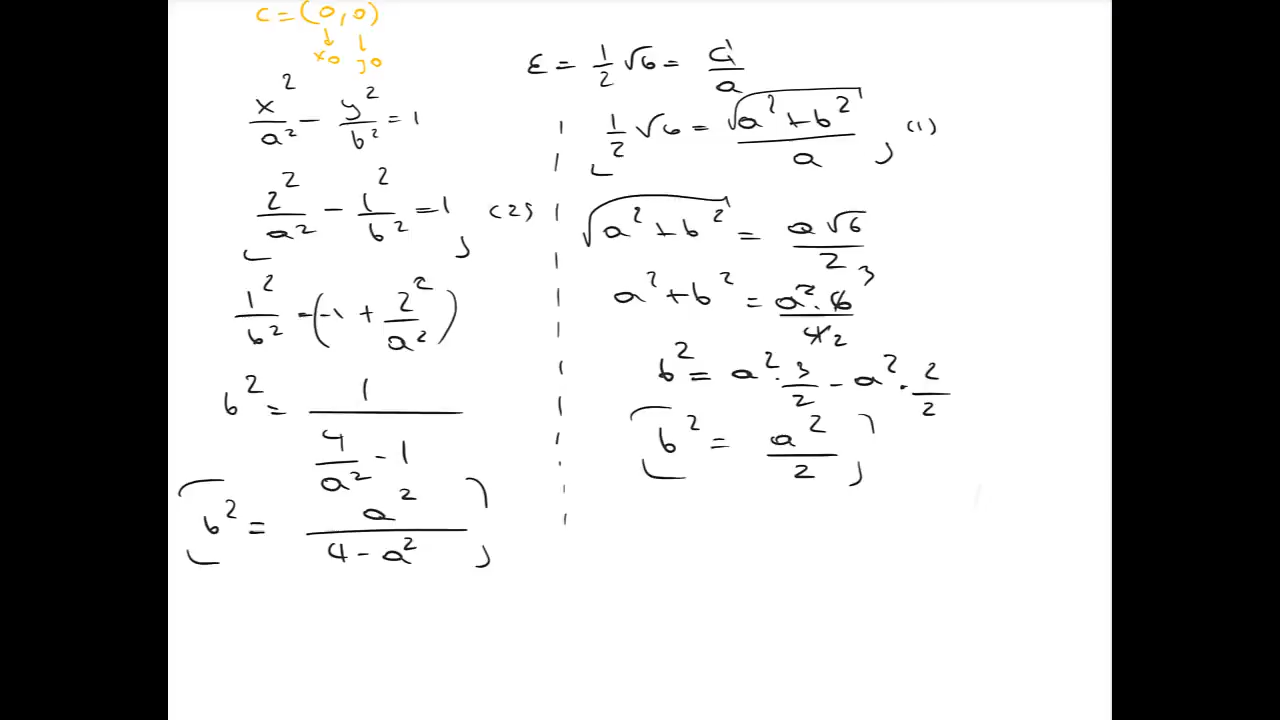 C = (0, 0)
↓ ↓
x0 y0
x²/a² - y²/b² = 1
2²/a² - 1²/b² = 1 (2)
1²/b² = (-1 + 2²/a²)
b² = 1/(4/a² - 1)
b² = a²/(4 - a²)
ε = 1/2 √6 = c/a
1/2 √6 = √(a² + b²)/a (1)
√(a² + b²) = a√6/2
a² + b² = a² · 6 3/4 2
b² = a² · 3/2 - a² · 2/2
b² = a²/2